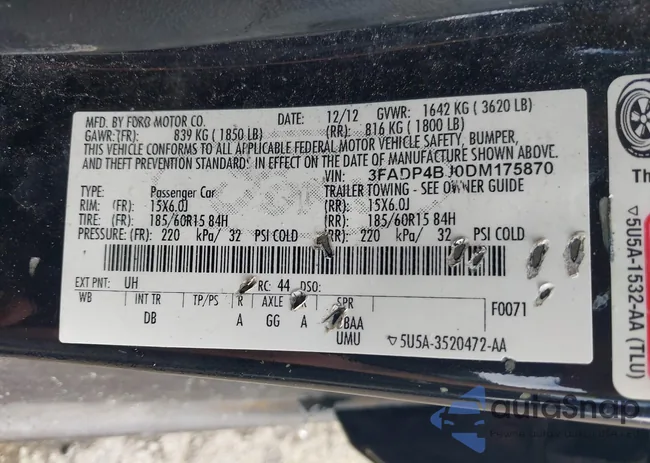 MFD. BY FORD MOTOR CO. DATE: 12/12 GVWR: 1642 KG ( 3620 LB)
GAWR:(FR): 839 KG ( 1850 LB) (RR): 816 KG ( 1800 LB)
THIS VEHICLE CONFORMS TO ALL APPLICABLE FEDERAL MOTOR VEHICLE SAFETY, BUMPER,
AND THEFT PREVENTION STANDARDS IN EFFECT ON THE DATE OF MANUFACTURE SHOWN ABOVE.
VIN: 3FADP4BJ0DM175870
TYPE: Passenger Car TRAILER TOWING - SEE OWNER GUIDE
RIM: (FR): 15X6.0J (RR): 15X6.0J
TIRE: (FR): 185/60R15 84H (RR): 185/60R15 84H
PRESSURE: (FR): 220 kPa/ 32 PSI COLD (RR): 220 kPa/ 32 PSI COLD
EXT PNT: UH RC: 44 DSO:
WB INT TR TP/PS R AXLE R SPR F0071
DB A GG A BAA
UMU
▽5U5A-3520472-AA
Th
▽5U5A-1532-AA (TLU)
autoSnap